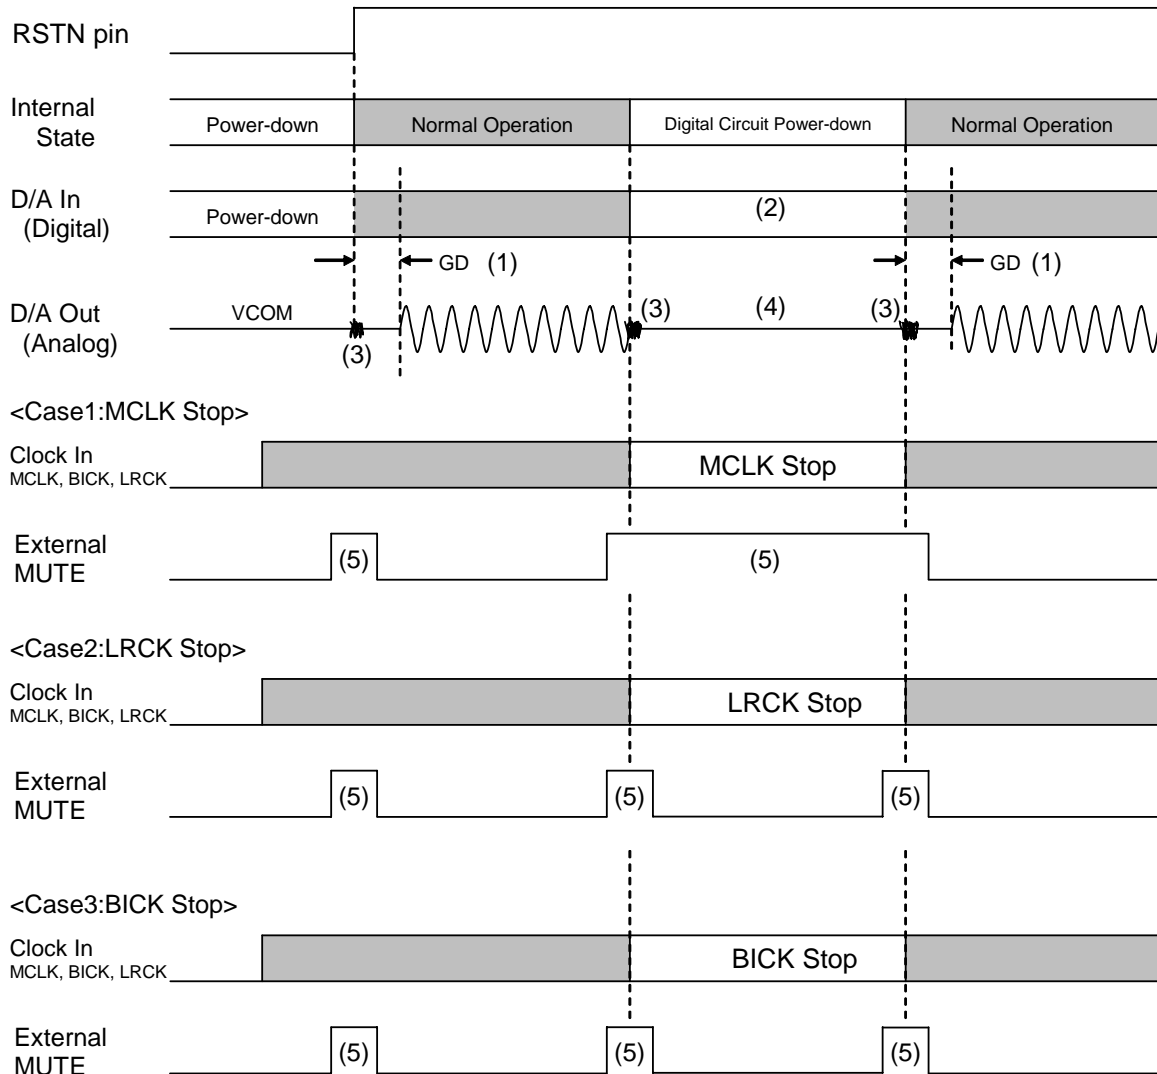 RSTN pin
Internal
State
Power-down Normal Operation Digital Circuit Power-down Normal Operation
D/A In
(Digital)
Power-down (2)
GD (1) GD (1)
D/A Out
(Analog)
VCOM (3) (3) (4) (3)
<Case1:MCLK Stop>
Clock In
MCLK, BICK, LRCK
MCLK Stop
External
MUTE
(5) (5)
<Case2:LRCK Stop>
Clock In
MCLK, BICK, LRCK
LRCK Stop
External
MUTE
(5) (5) (5)
<Case3:BICK Stop>
Clock In
MCLK, BICK, LRCK
BICK Stop
External
MUTE
(5) (5) (5)